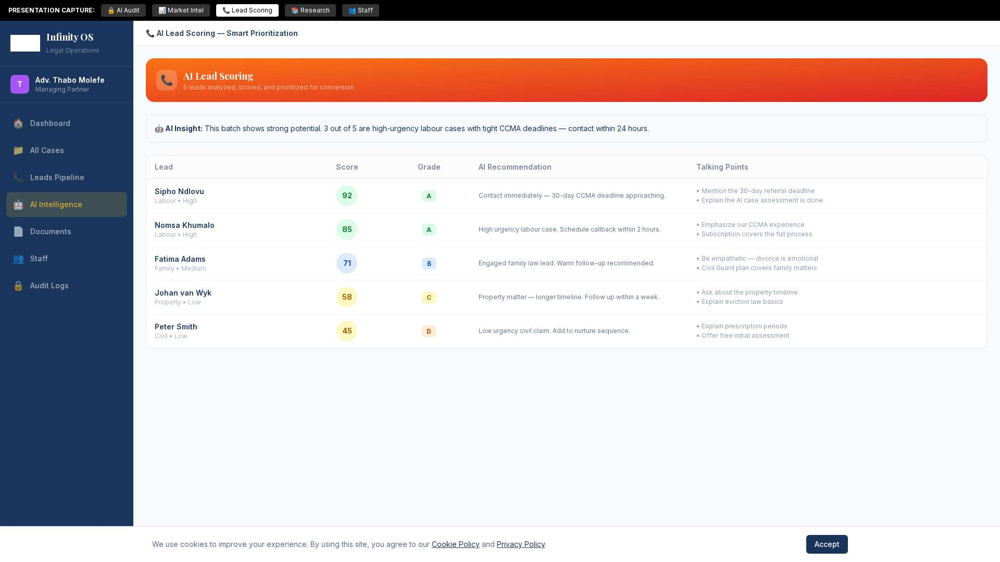 PRESENTATION CAPTURE: 🔒 AI Audit 📊 Market Intel 📞 Lead Scoring 📚 Research 👥 Staff
Infinity OS
Legal Operations
T
Adv. Thabo Molefe
Managing Partner
🏠 Dashboard
📁 All Cases
📞 Leads Pipeline
🤖 AI Intelligence
📄 Documents
👥 Staff
🔒 Audit Logs
📞 AI Lead Scoring — Smart Prioritization
📞 AI Lead Scoring
5 leads analyzed, scored, and prioritized for conversion
🤖 AI Insight: This batch shows strong potential. 3 out of 5 are high-urgency labour cases with tight CCMA deadlines — contact within 24 hours.
Lead Score Grade AI Recommendation Talking Points
Sipho Ndlovu
Labour • High
92
A
Contact immediately — 30-day CCMA deadline approaching.
• Mention the 30-day referral deadline
• Explain the AI case assessment is done
Nomsa Khumalo
Labour • High
85
A
High urgency labour case. Schedule callback within 2 hours.
• Emphasize our CCMA experience
• Subscription covers the full process
Fatima Adams
Family • Medium
71
B
Engaged family law lead. Warm follow-up recommended.
• Be empathetic — divorce is emotional
• Civil Guard plan covers family matters
Johan van Wyk
Property • Low
58
C
Property matter — longer timeline. Follow up within a week.
• Ask about the property timeline
• Explain eviction law basics
Peter Smith
Civil • Low
45
D
Low urgency civil claim. Add to nurture sequence.
• Explain prescription periods
• Offer free initial assessment
We use cookies to improve your experience. By using this site, you agree to our Cookie Policy and Privacy Policy.
Accept